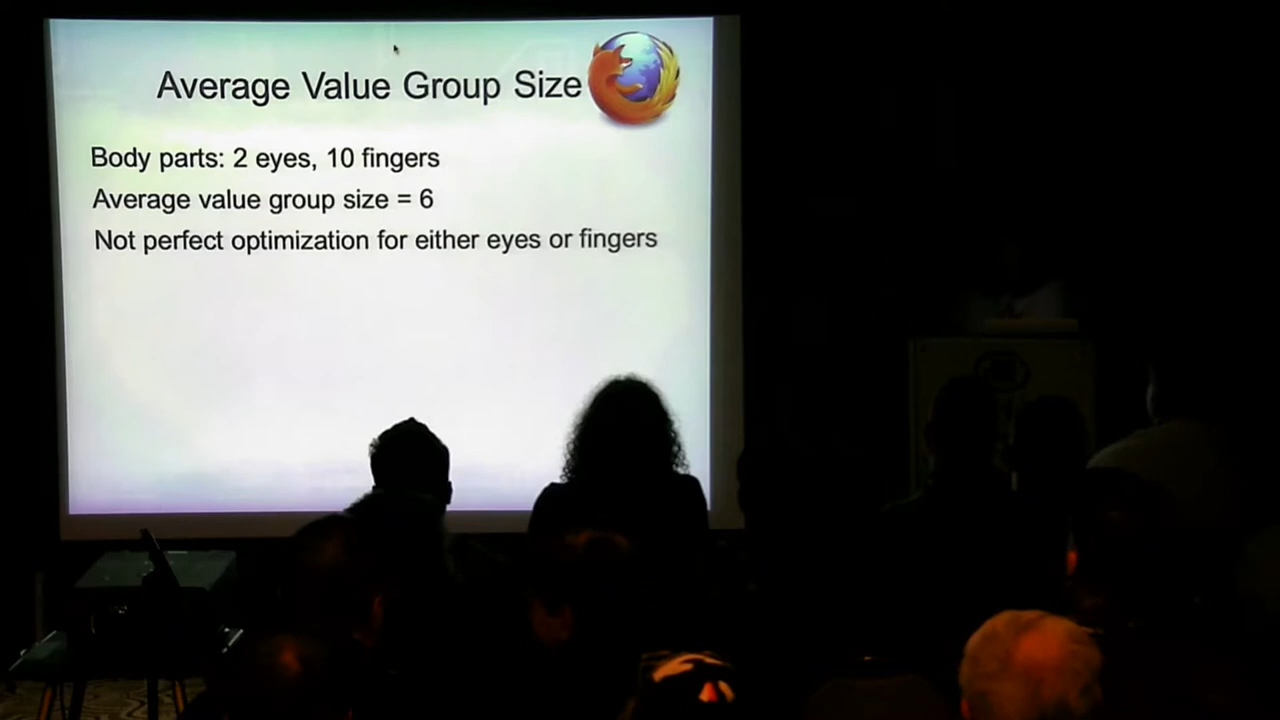 Average Value Group Size
Body parts: 2 eyes, 10 fingers
Average value group size = 6
Not perfect optimization for either eyes or fingers